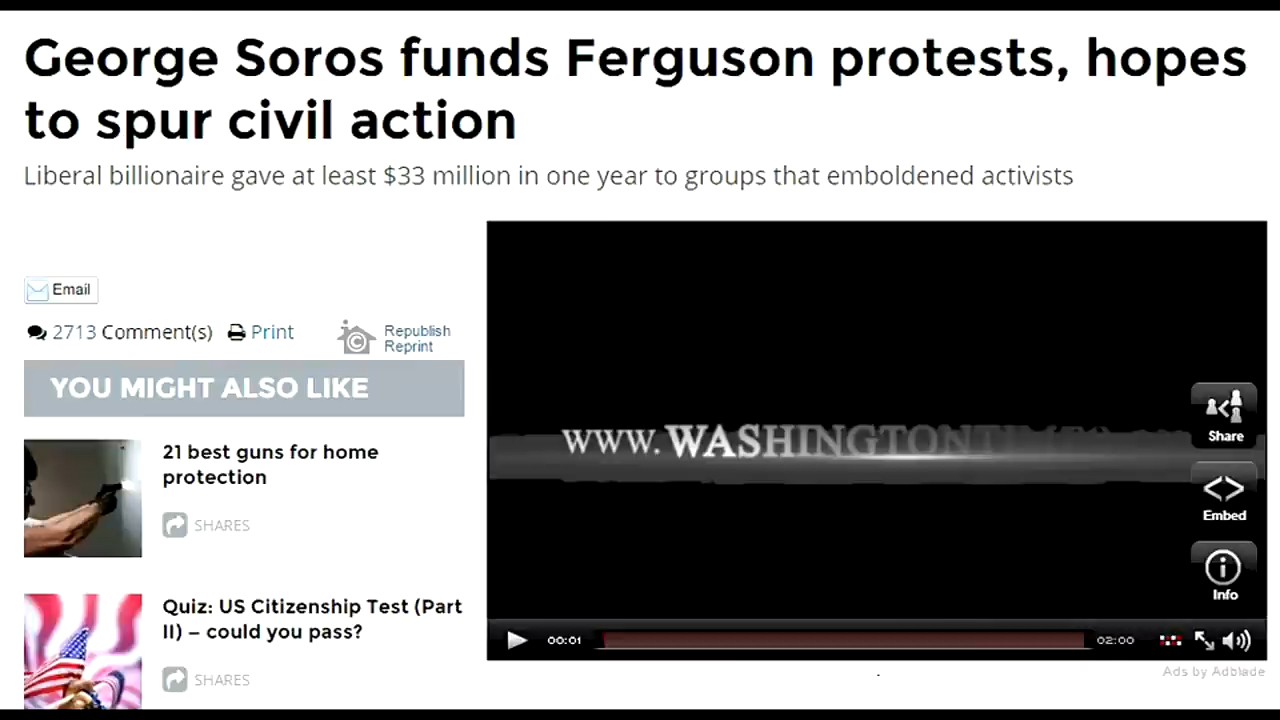 George Soros funds Ferguson protests, hopes
to spur civil action
Liberal billionaire gave at least $33 million in one year to groups that emboldened activists
Email
2713 Comment(s) Print
Republish
Reprint
YOU MIGHT ALSO LIKE
21 best guns for home
protection
SHARES
Quiz: US Citizenship Test (Part
II) – could you pass?
SHARES
WWW.WASHINGTONTIMES
Share
Embed
Info
00:01
02:00
Ads by Adblade